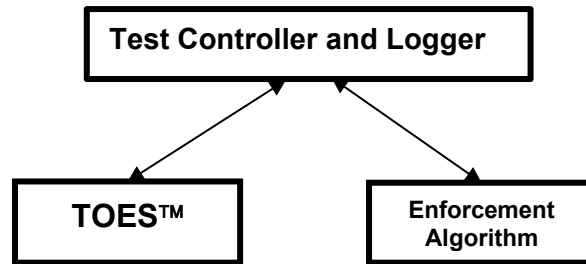 Test Controller and Logger
TOES™
Enforcement
Algorithm